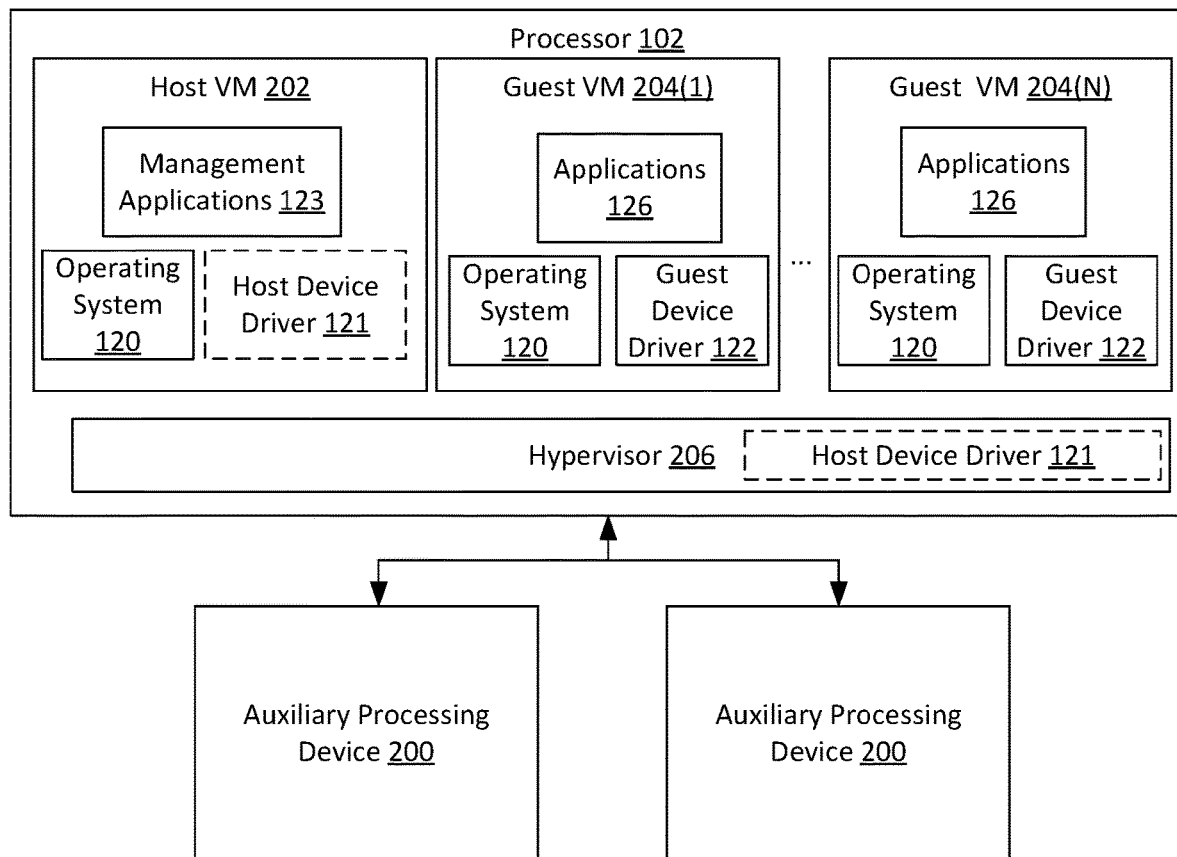 Processor 102
Host VM 202
Management
Applications 123
Operating
System
120
Host Device
Driver 121
Guest VM 204(1)
Applications
126
Operating
System
120
Guest
Device
Driver 122
...
Guest VM 204(N)
Applications
126
Operating
System
120
Guest
Device
Driver 122
Hypervisor 206
Host Device Driver 121
Auxiliary Processing
Device 200
Auxiliary Processing
Device 200